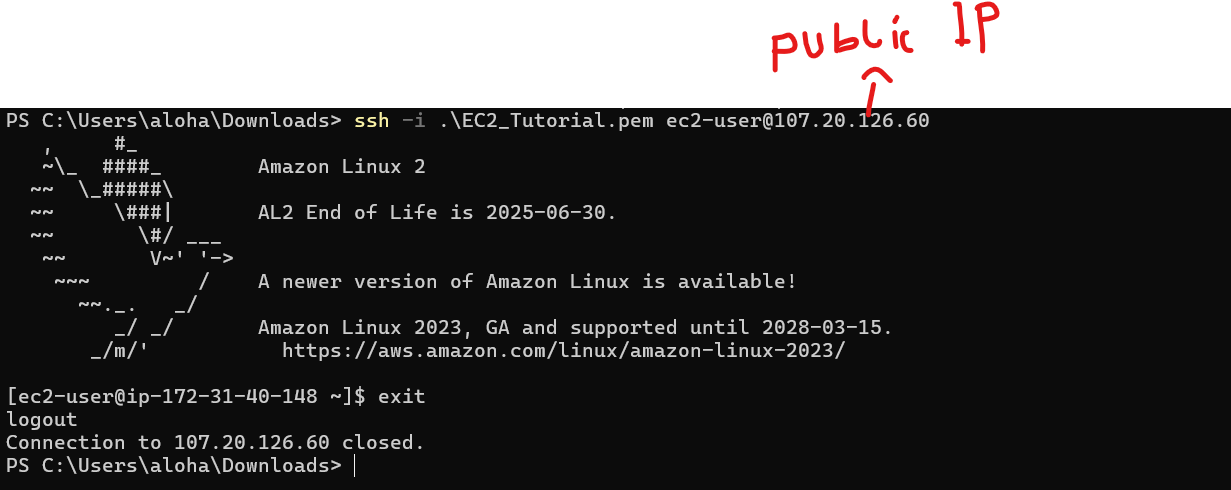 public IP
PS C:\Users\aloha\Downloads> ssh -i .\EC2_Tutorial.pem ec2-user@107.20.126.60
   ,     #_
   ~\_  ####_        Amazon Linux 2
  ~~  \_#####\
  ~~     \###|       AL2 End of Life is 2025-06-30.
  ~~       \#/ ___
   ~~       V~' '->
    ~~~         /    A newer version of Amazon Linux is available!
      ~~._.   _/
         _/ _/       Amazon Linux 2023, GA and supported until 2028-03-15.
       _/m/'           https://aws.amazon.com/linux/amazon-linux-2023/
[ec2-user@ip-172-31-40-148 ~]$ exit
logout
Connection to 107.20.126.60 closed.
PS C:\Users\aloha\Downloads>